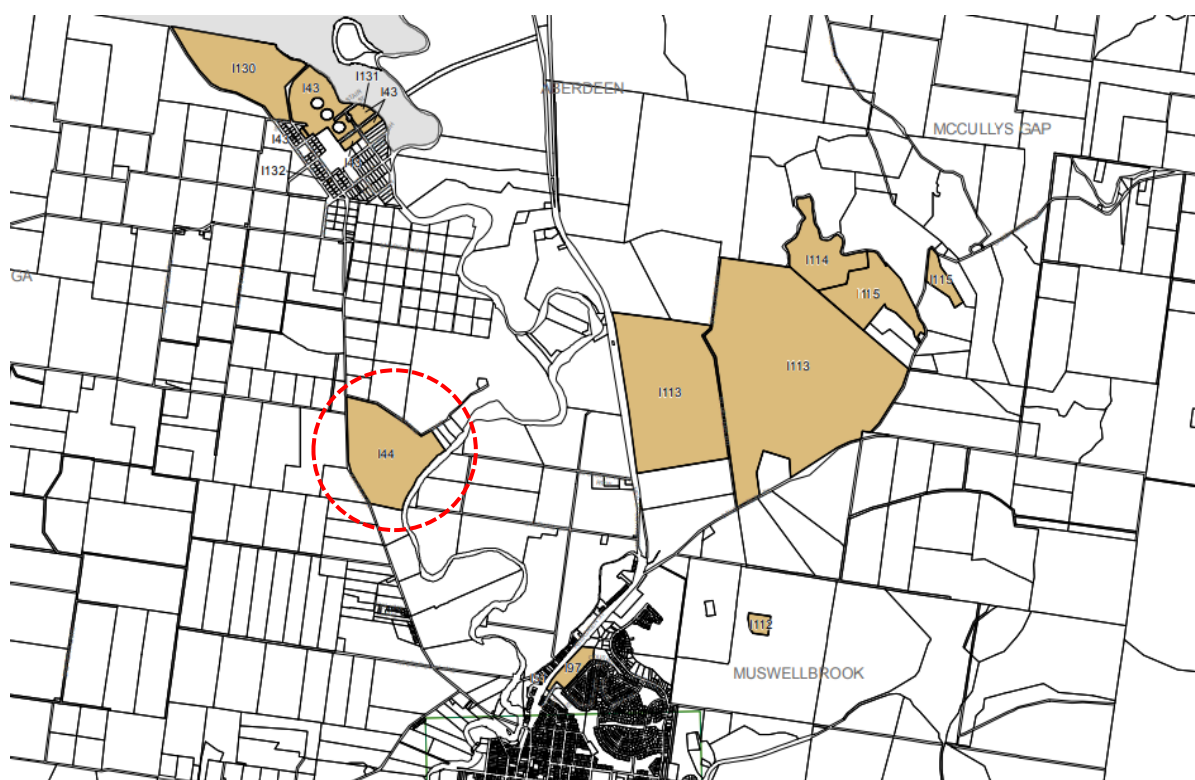 I130
I131
I43
I43
ABERDEEN
MCCULLYS GAP
I43
I43
I132
I114
I115
I115
GA
I113
I113
I44
I112
I97
MUSWELLBROOK